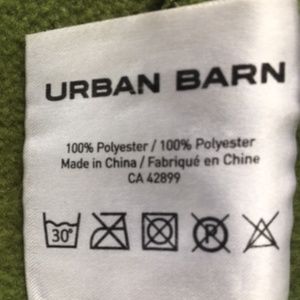 URBAN BARN
100% Polyester / 100% Polyester
Made in China / Fabriqué en Chine
CA 42899
30° P